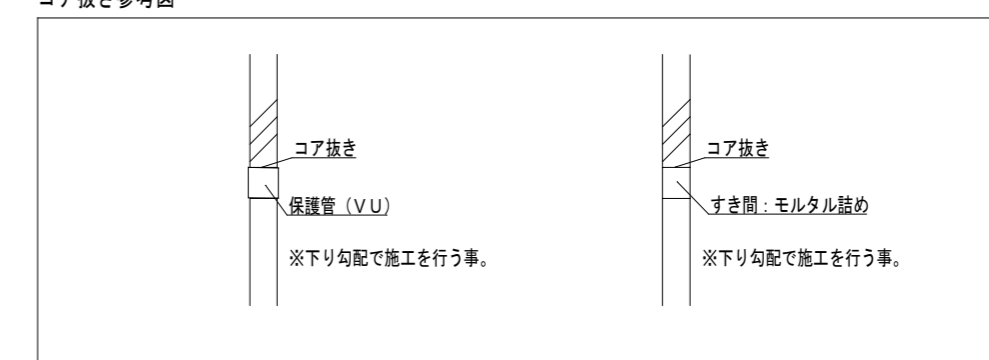 コア抜き参考図
コア抜き
保護管（ＶＵ）
※下り勾配で施工を行う事。
コア抜き
すき間：モルタル詰め
※下り勾配で施工を行う事。